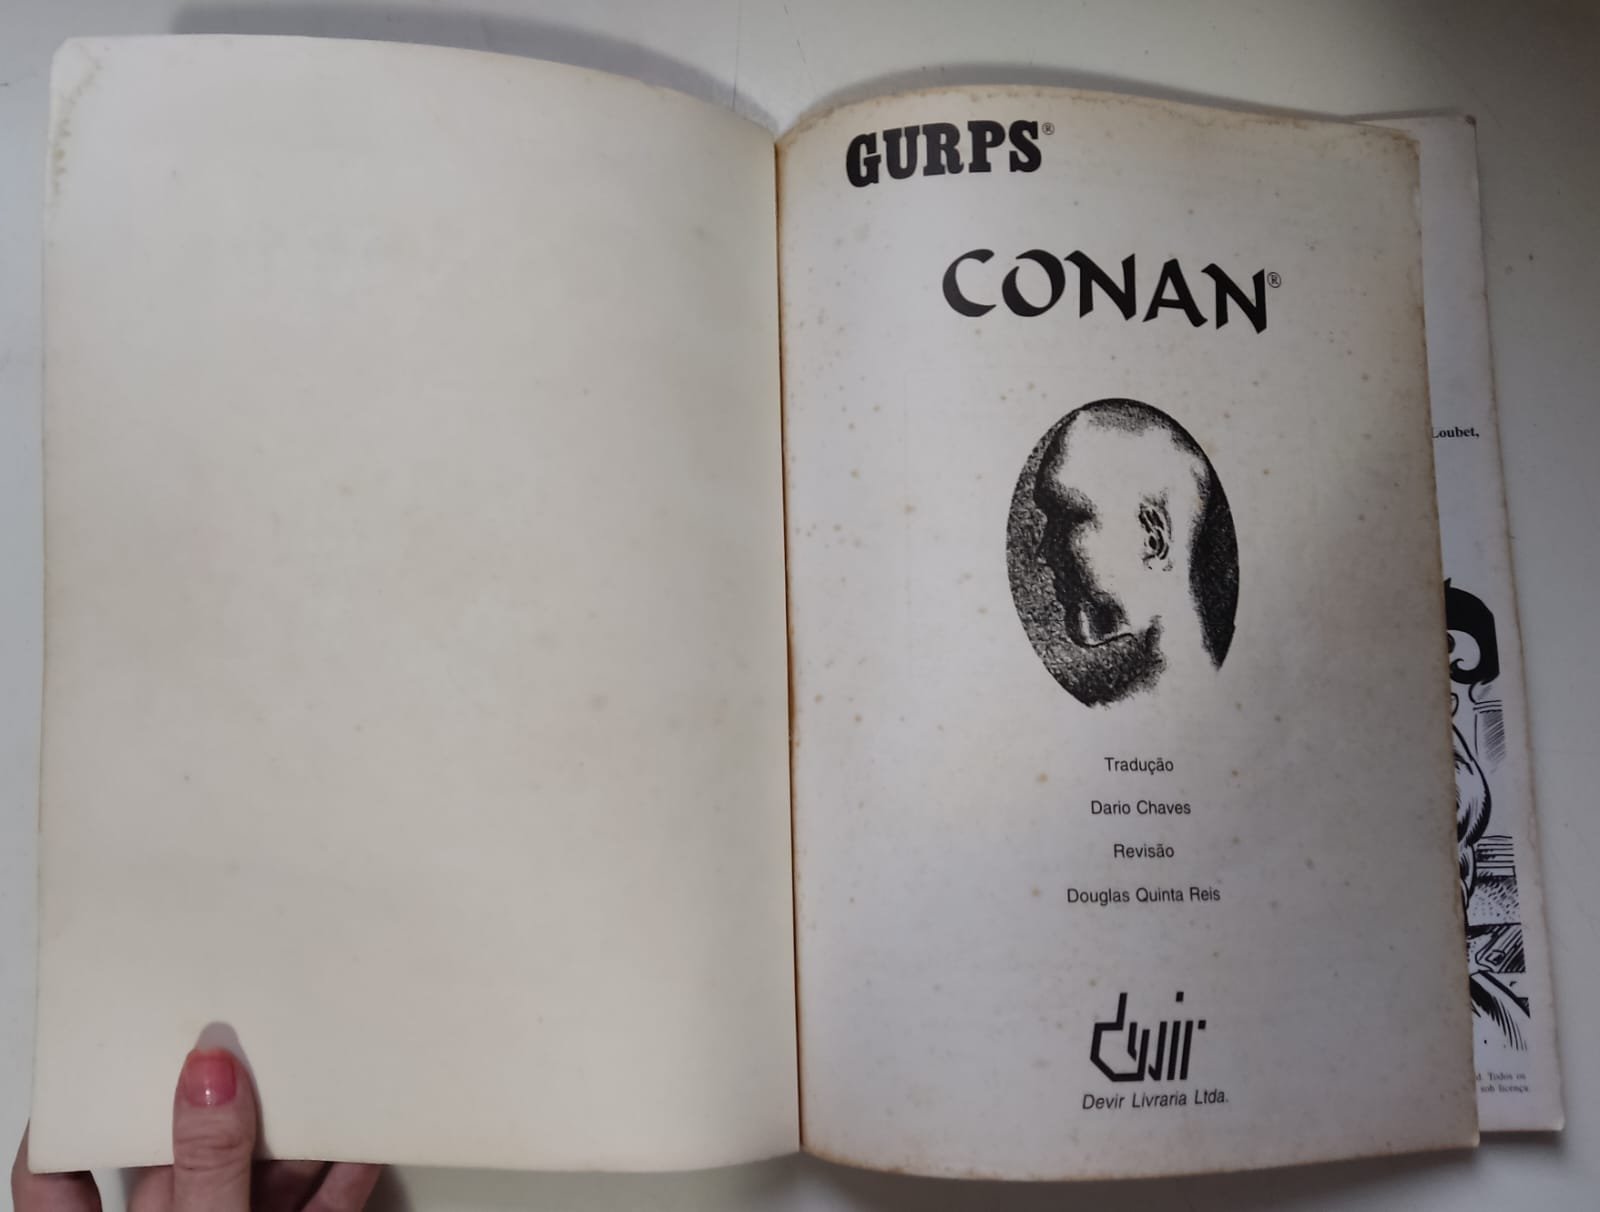 GURPS®
CONAN®
Loubet,
Tradução
Dario Chaves
Revisão
Douglas Quinta Reis
devir
Devir Livraria Ltda.
d. Todos os
sob licença.